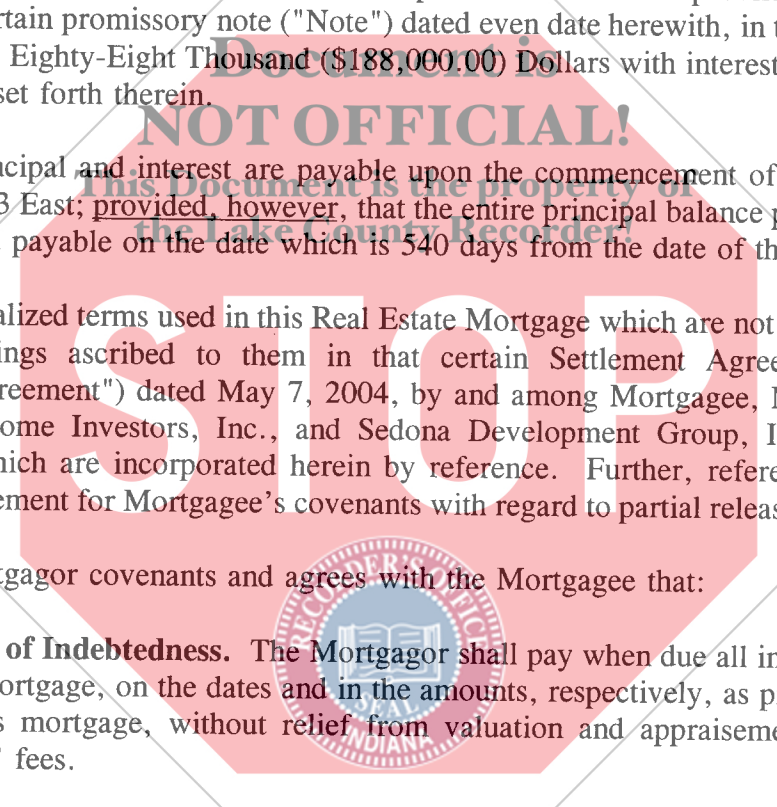 rtain promissory note ("Note") dated even date herewith, in t
Eighty-Eight Thousand ($188,000.00) Dollars with interest
set forth therein.
Document is
NOT OFFICIAL!
This Document is the property of
the Lake County Recorder!
ncipal and interest are payable upon the commencement of
3 East; provided, however, that the entire principal balance p
payable on the date which is 540 days from the date of th
alized terms used in this Real Estate Mortgage which are not
ings ascribed to them in that certain Settlement Agree
reement") dated May 7, 2004, by and among Mortgagee, M
ome Investors, Inc., and Sedona Development Group, I
hich are incorporated herein by reference. Further, refere
ement for Mortgagee's covenants with regard to partial releas
STOP
tgagor covenants and agrees with the Mortgagee that:
of Indebtedness. The Mortgagor shall pay when due all in
ortgage, on the dates and in the amounts, respectively, as p
s mortgage, without relief from valuation and appraiseme
' fees.
RECORDER'S OFFICE
SEAL
INDIANA